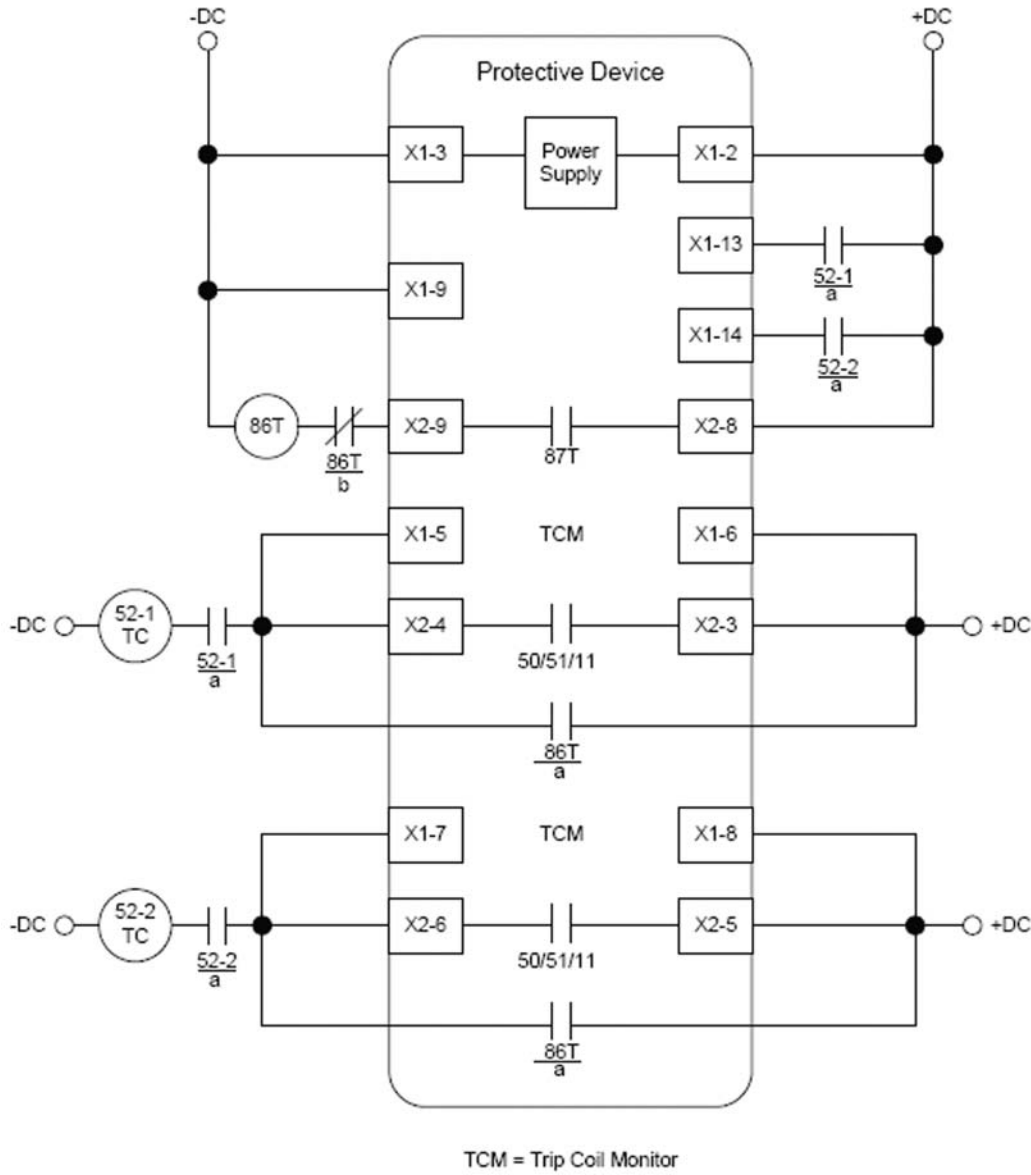 -DC
+DC
Protective Device
X1-3
Power
Supply
X1-2
X1-13
52-1
a
X1-9
X1-14
52-2
a
86T
86T
b
X2-9
87T
X2-8
X1-5
TCM
X1-6
-DC
52-1
TC
52-1
a
X2-4
50/51/11
X2-3
+DC
86T
a
X1-7
TCM
X1-8
-DC
52-2
TC
52-2
a
X2-6
50/51/11
X2-5
+DC
86T
a
TCM = Trip Coil Monitor